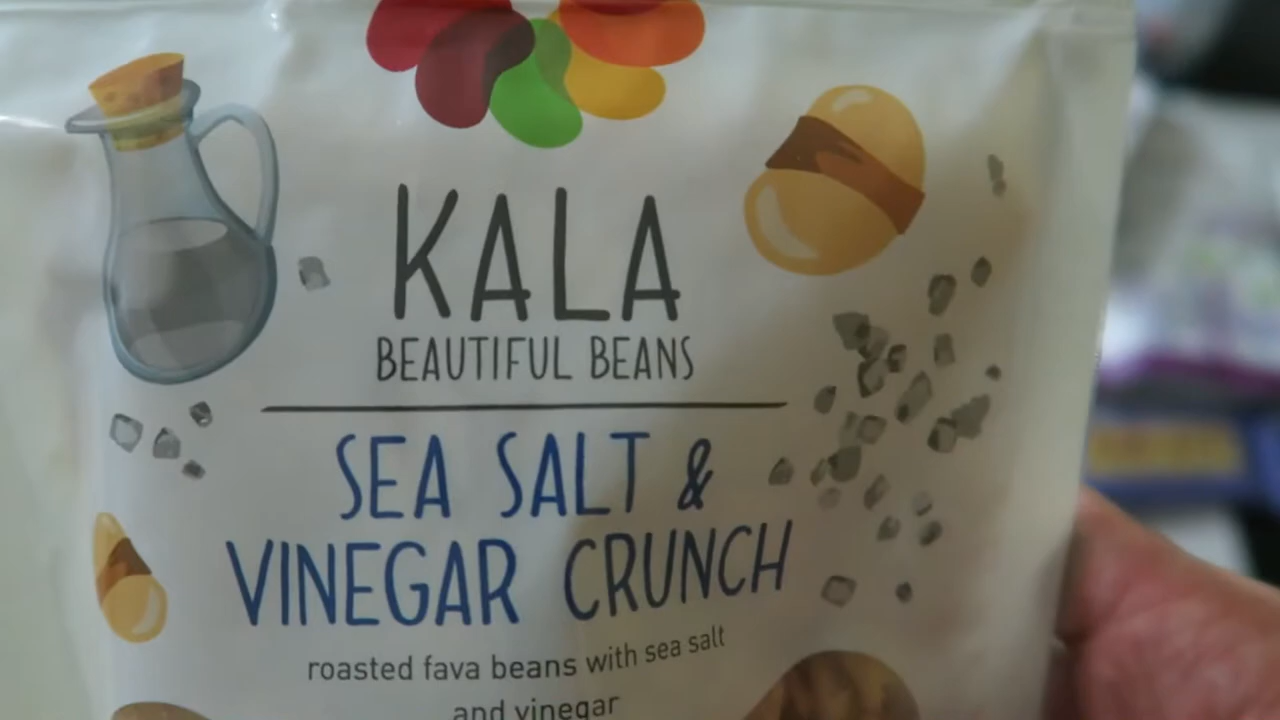 KALA
BEAUTIFUL BEANS
SEA SALT &
VINEGAR CRUNCH
roasted fava beans with sea salt
and vinegar